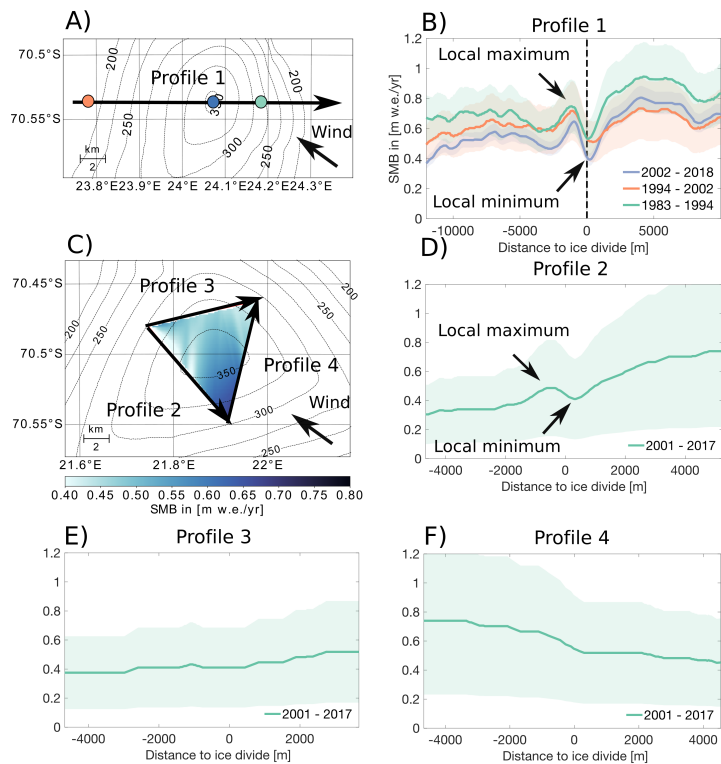 A)
70.5°S
70.55°S
Profile 1
200
200
250
250
300
300
km
2
Wind
23.8°E
23.9°E
24°E
24.1°E
24.2°E
24.3°E
B)
Profile 1
Local maximum
Local minimum
SMB in [m w.e./yr]
1.2
1
0.8
0.6
0.4
0.2
0
2002 - 2018
1994 - 2002
1983 - 1994
-10000
-5000
0
5000
Distance to ice divide [m]
C)
70.45°S
70.5°S
70.55°S
Profile 3
Profile 4
Profile 2
200
250
200
250
350
300
250
km
2
Wind
21.6°E
21.8°E
22°E
0.40 0.45 0.50 0.55 0.60 0.65 0.70 0.75 0.80
SMB in [m w.e./yr]
D)
Profile 2
Local maximum
Local minimum
1.2
1
0.8
0.6
0.4
0.2
0
2001 - 2017
-4000
-2000
0
2000
4000
Distance to ice divide [m]
E)
Profile 3
1.2
1
0.8
0.6
0.4
0.2
0
2001 - 2017
-4000
-2000
0
2000
Distance to ice divide [m]
F)
Profile 4
1.2
1
0.8
0.6
0.4
0.2
0
2001 - 2017
-4000
-2000
0
2000
4000
Distance to ice divide [m]